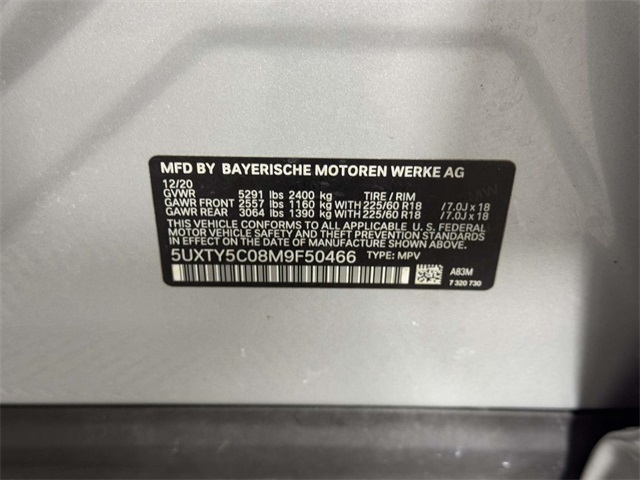 MFD BY BAYERISCHE MOTOREN WERKE AG
12/20
GVWR 5291 lbs 2400 kg TIRE / RIM
GAWR FRONT 2557 lbs 1160 kg WITH 225/60 R18 /7.0J x 18
GAWR REAR 3064 lbs 1390 kg WITH 225/60 R18 /7.0J x 18
THIS VEHICLE CONFORMS TO ALL APPLICABLE U. S. FEDERAL
MOTOR VEHICLE SAFETY AND THEFT PREVENTION STANDARDS IN
EFFECT ON THE DATE OF MANUFACTURE SHOWN ABOVE.
5UXTY5C08M9F50466 TYPE: MPV
A83M
7 320 730